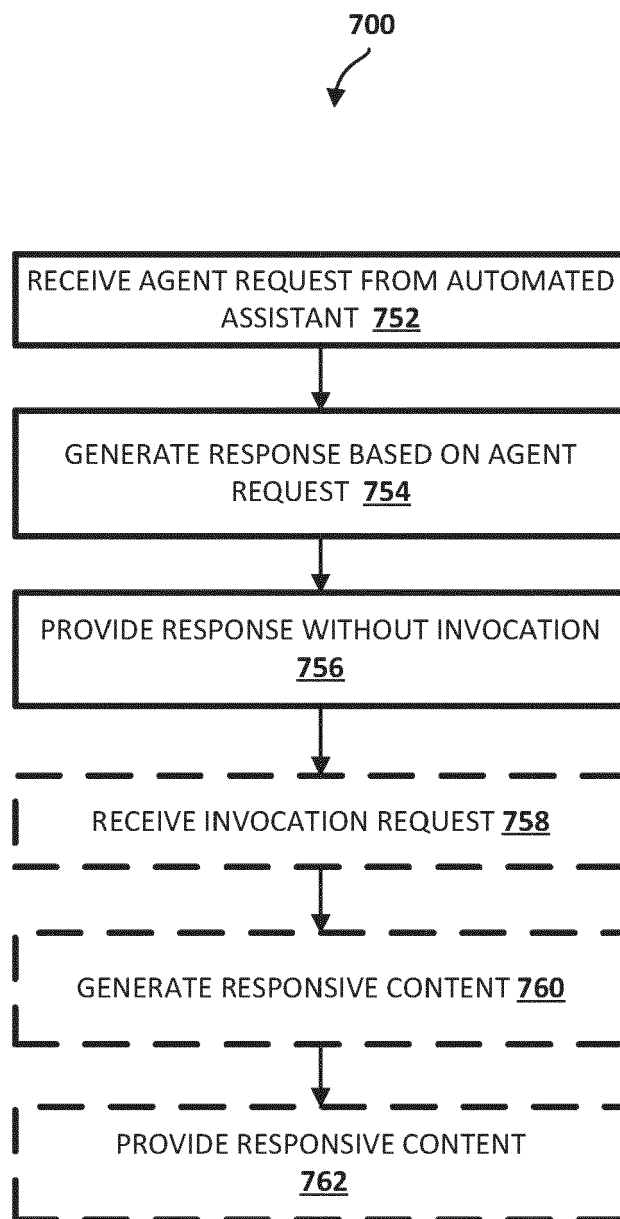 700
RECEIVE AGENT REQUEST FROM AUTOMATED
ASSISTANT 752
GENERATE RESPONSE BASED ON AGENT
REQUEST 754
PROVIDE RESPONSE WITHOUT INVOCATION
756
RECEIVE INVOCATION REQUEST 758
GENERATE RESPONSIVE CONTENT 760
PROVIDE RESPONSIVE CONTENT
762